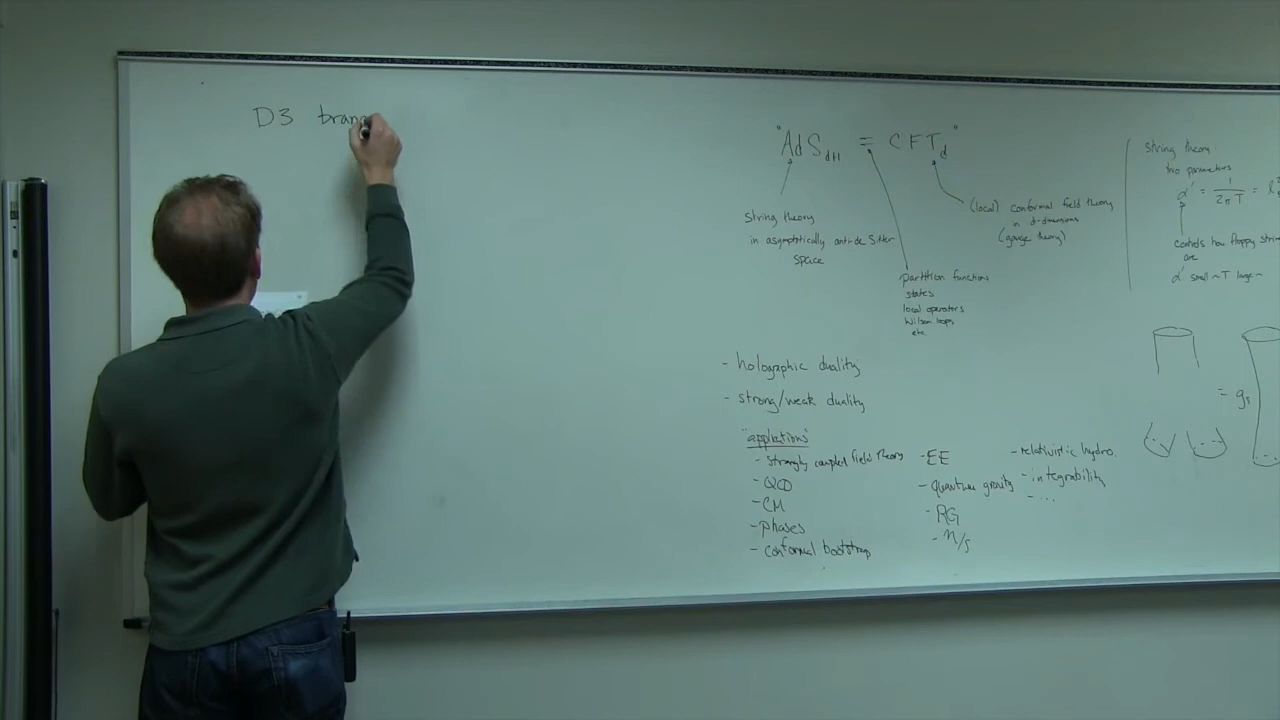 D3 bran
"AdS_{d+1} = CFT_d"
string theory
in asymptotically anti-de Sitter
space
(local) conformal field theory
in d-dimensions
(gauge theory)
partition functions
states
local operators
Wilson loops
etc
- holographic duality
- strong/weak duality
"applications"
- strongly coupled field theory
- QCD
- CM
- phases
- conformal bootstrap
- EE
- quantum gravity
- RG
- η/s
- relativistic hydro.
- integrability
- ...
string theory
two parameters
α' = 1/2πT = l
controls how floppy strin
are
α' small ~ T large ~
= g_s